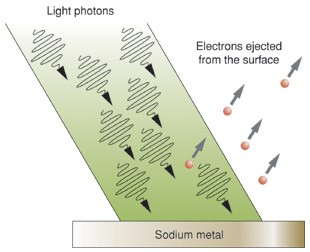 Light photons
Electrons ejected
from the surface
Sodium metal